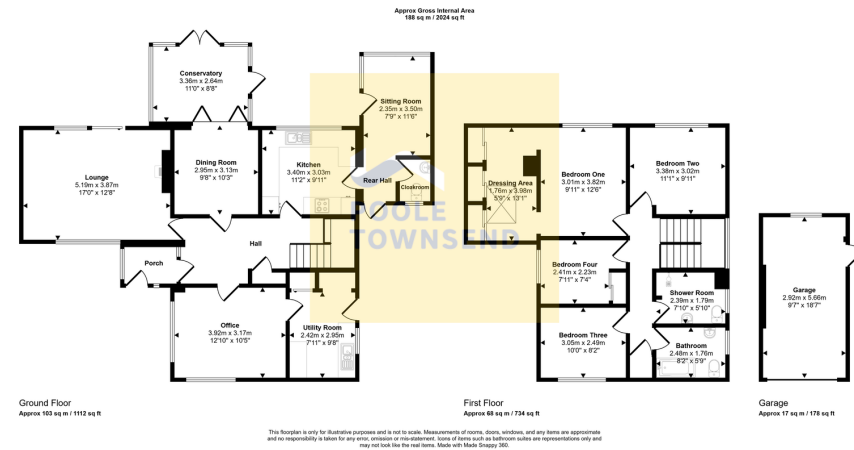 Approx Gross Internal Area
188 sq m / 2024 sq ft
Conservatory
3.36m x 2.64m
11'0" x 8'8"
Sitting Room
2.35m x 3.50m
7'9" x 11'6"
Lounge
5.19m x 3.87m
17'0" x 12'8"
Dining Room
2.95m x 3.13m
9'8" x 10'3"
Kitchen
3.40m x 3.03m
11'2" x 9'11"
Rear Hall
Cloakroom
Porch
Hall
Office
3.92m x 3.17m
12'10" x 10'5"
Utility Room
2.42m x 2.95m
7'11" x 9'8"
POOLE
TOWNSEND
Dressing Area
1.76m x 3.98m
5'9" x 13'1"
Bedroom One
3.01m x 3.82m
9'11" x 12'6"
Bedroom Two
3.38m x 3.02m
11'1" x 9'11"
Bedroom Four
2.41m x 2.23m
7'11" x 7'4"
Shower Room
2.39m x 1.79m
7'10" x 5'10"
Bedroom Three
3.05m x 2.49m
10'0" x 8'2"
Bathroom
2.48m x 1.76m
8'2" x 5'9"
Garage
2.92m x 5.66m
9'7" x 18'7"
Ground Floor
Approx 103 sq m / 1112 sq ft
First Floor
Approx 68 sq m / 734 sq ft
Garage
Approx 17 sq m / 178 sq ft
This floorplan is only for illustrative purposes and is not to scale. Measurements of rooms, doors, windows, and any items are approximate
and no responsibility is taken for any error, omission or mis-statement. Icons of items such as bathroom suites are representations only and
may not look like the real items. Made with Made Snappy 360.